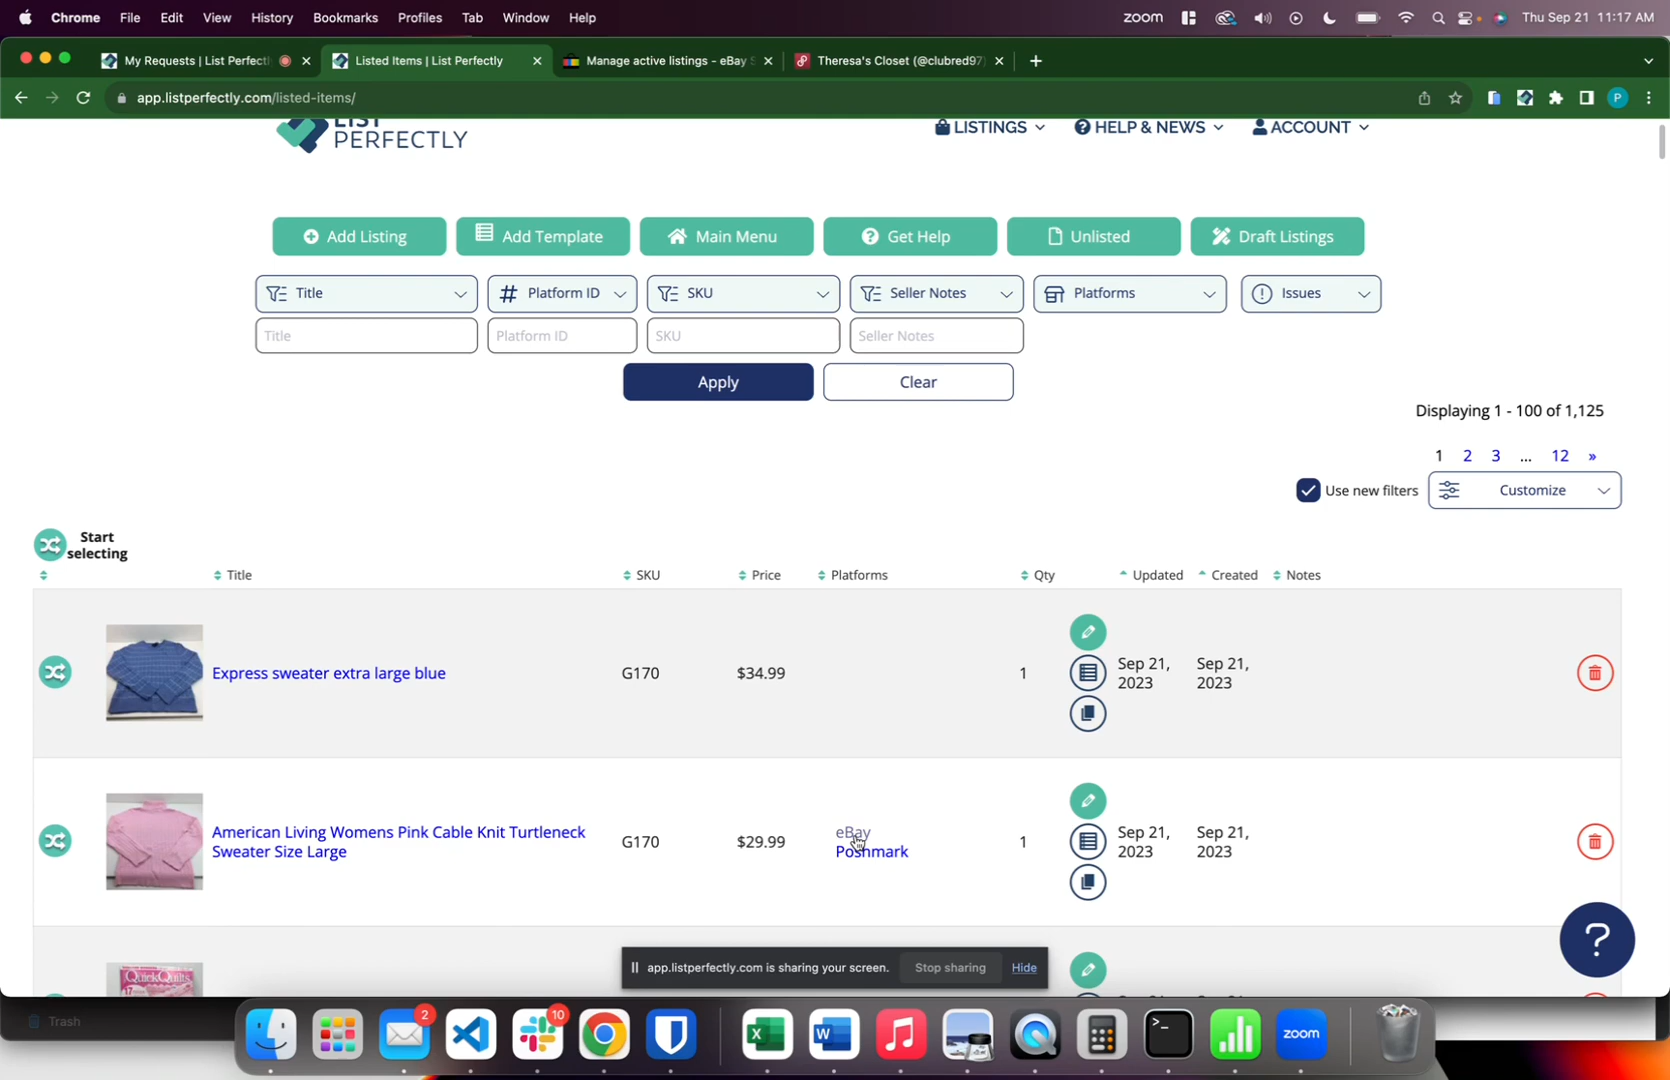 Chrome File Edit View History Bookmarks Profiles Tab Window Help zoom Thu Sep 21 11:17 AM
My Requests | List Perfectl Listed Items | List Perfectly Manage active listings - eBay S Theresa's Closet (@clubred97)
app.listperfectly.com/listed-items/ P
LIST
PERFECTLY
LISTINGS HELP & NEWS ACCOUNT
Add Listing Add Template Main Menu Get Help Unlisted Draft Listings
Title Platform ID SKU Seller Notes Platforms Issues
Title Platform ID SKU Seller Notes
Apply Clear
Displaying 1 - 100 of 1,125
1 2 3 ... 12 »
Use new filters Customize
Start
selecting
Title SKU Price Platforms Qty Updated Created Notes
Express sweater extra large blue G170 $34.99 1 Sep 21, 2023 Sep 21, 2023
American Living Womens Pink Cable Knit Turtleneck
Sweater Size Large
G170 $29.99
eBay
Poshmark
1 Sep 21, 2023 Sep 21, 2023
QuickQuilts
17
app.listperfectly.com is sharing your screen. Stop sharing Hide
?
Trash
2 10 zoom